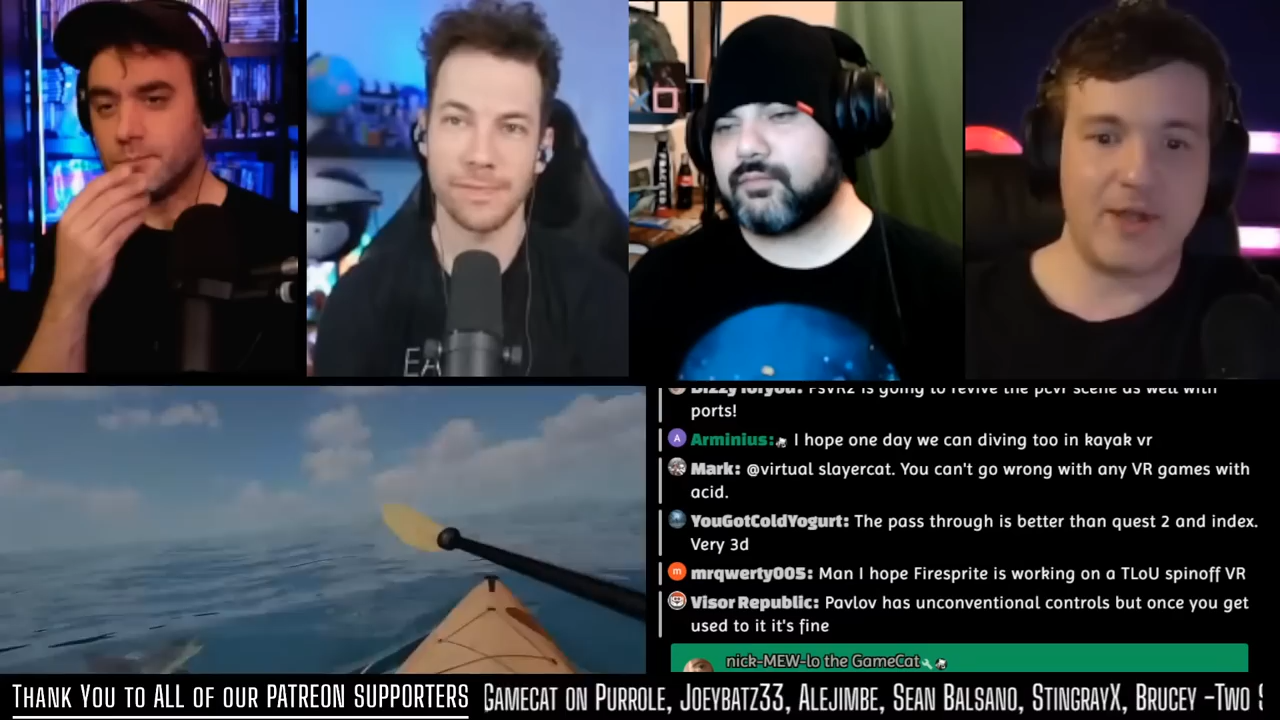 EA
DizzyToryou: PSVR2 is going to revive the pcvr scene as well with
ports!
Arminius: I hope one day we can diving too in kayak vr
Mark: @virtual slayercat. You can't go wrong with any VR games with
acid.
YouGotColdYogurt: The pass through is better than quest 2 and index.
Very 3d
mrqwerty005: Man I hope Firesprite is working on a TLoU spinoff VR
Visor Republic: Pavlov has unconventional controls but once you get
used to it it's fine
nick-MEW-lo the GameCat
THANK YOU TO ALL OF OUR PATREON SUPPORTERS GAMECAT ON PURROLE, JOEYBATZ33, ALEJIMBE, SEAN BALSANO, STINGRAYX, BRUCEY -TWO